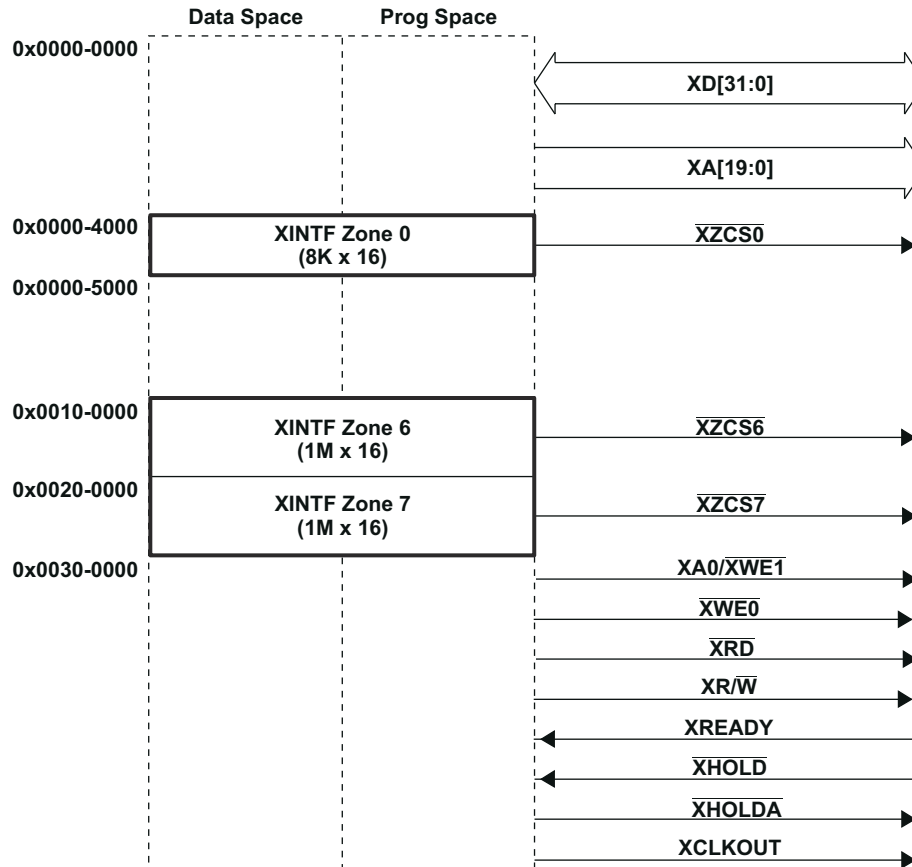 Data Space Prog Space
0x0000-0000
XD[31:0]
XA[19:0]
0x0000-4000
XINTF Zone 0
(8K x 16)
XZCS0
0x0000-5000
0x0010-0000
XINTF Zone 6
(1M x 16)
XZCS6
0x0020-0000
XINTF Zone 7
(1M x 16)
XZCS7
0x0030-0000
XA0/XWE1
XWE0
XRD
XR/W
XREADY
XHOLD
XHOLDA
XCLKOUT